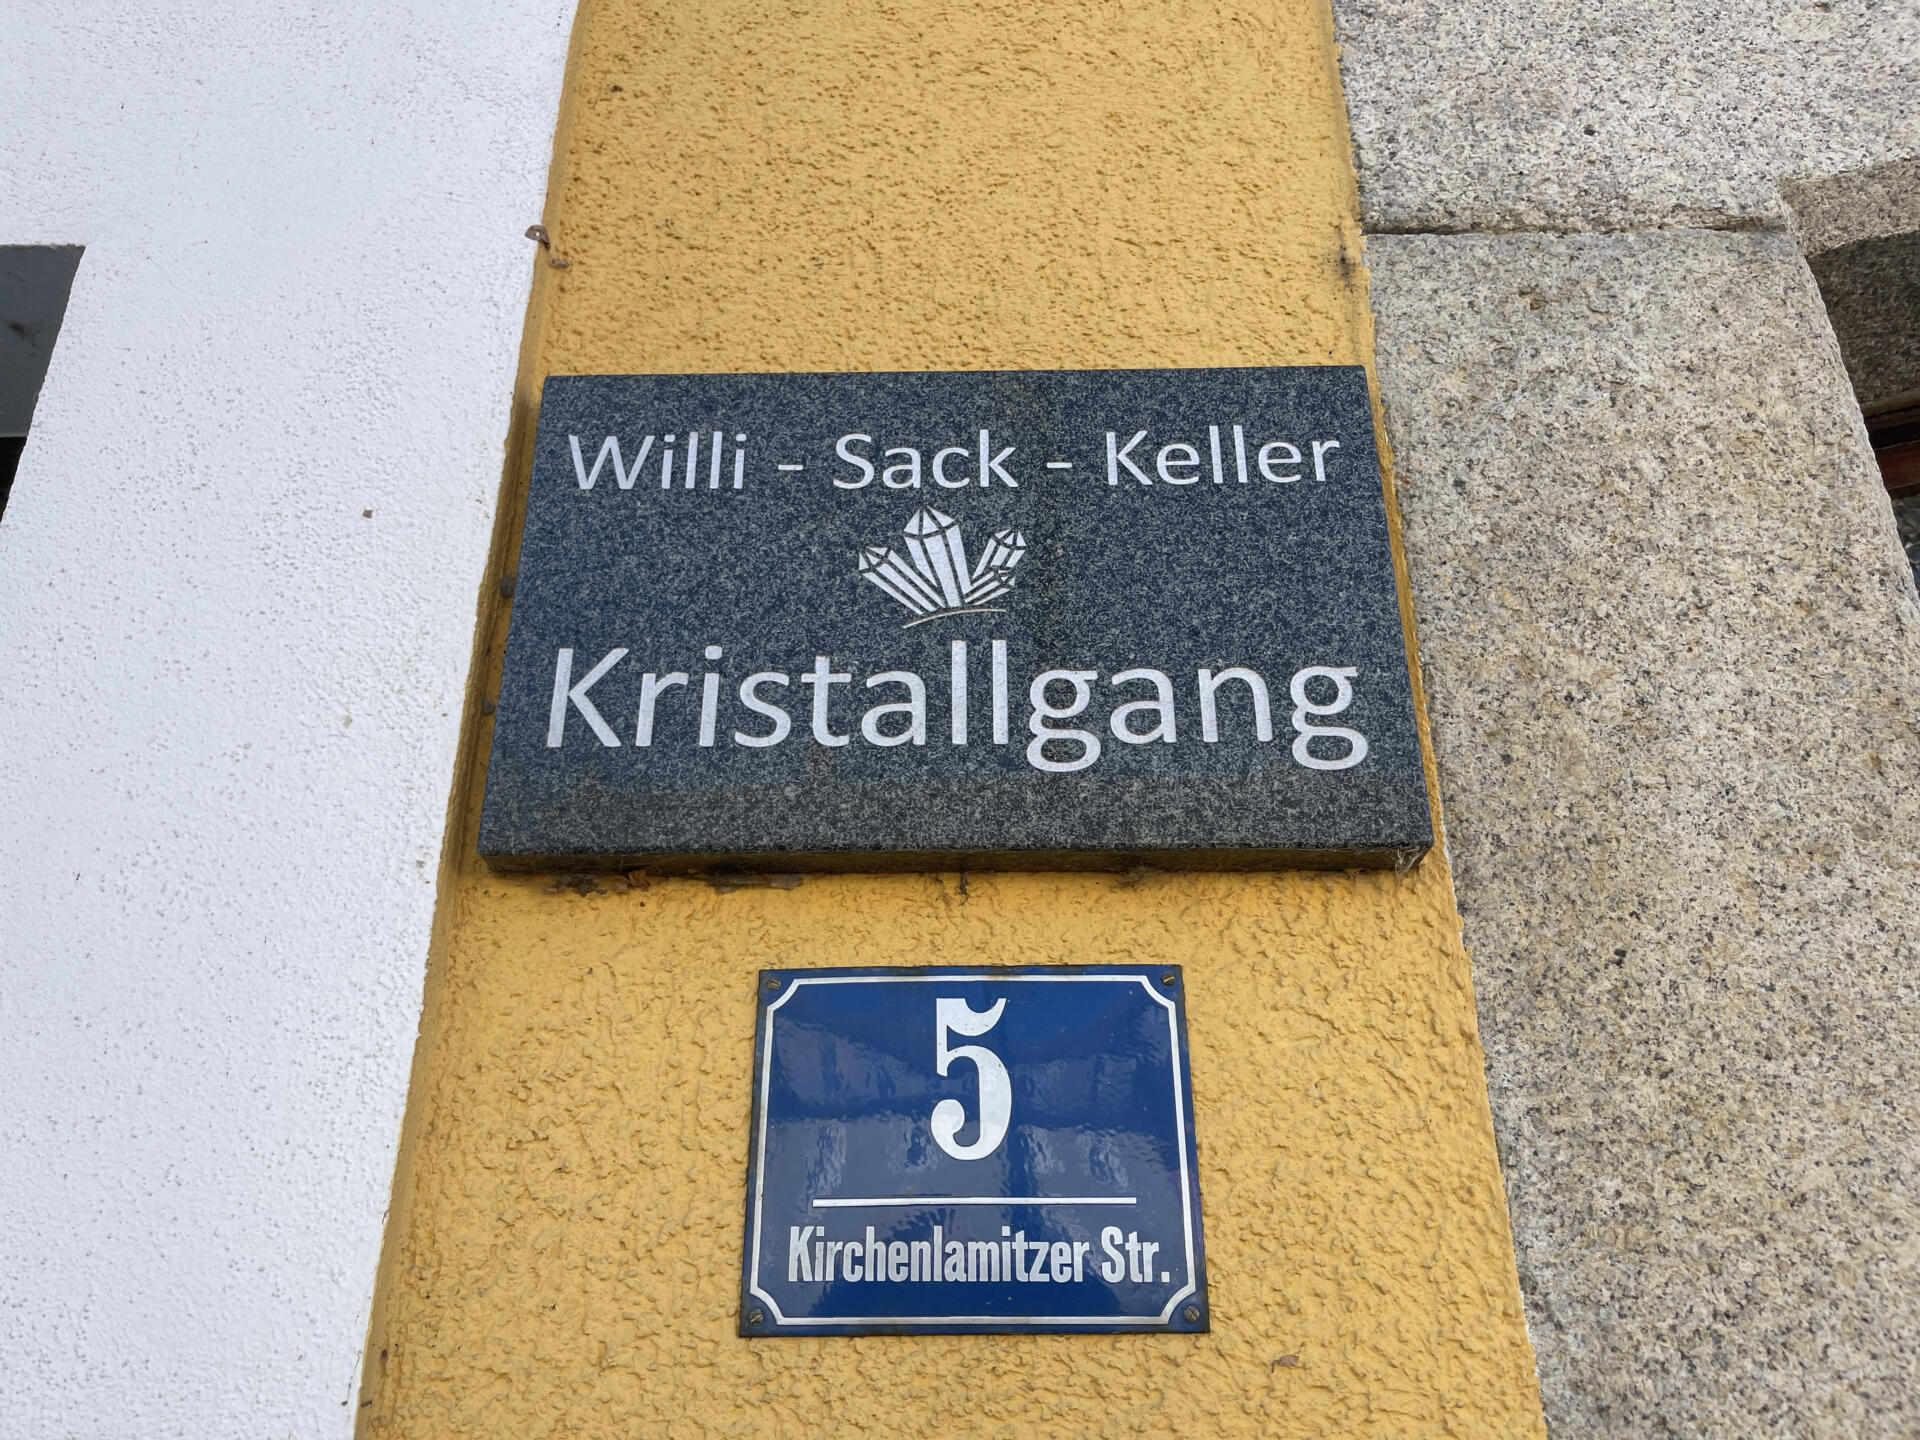 Willi - Sack - Keller
Kristallgang
5
Kirchenlamitzer Str.